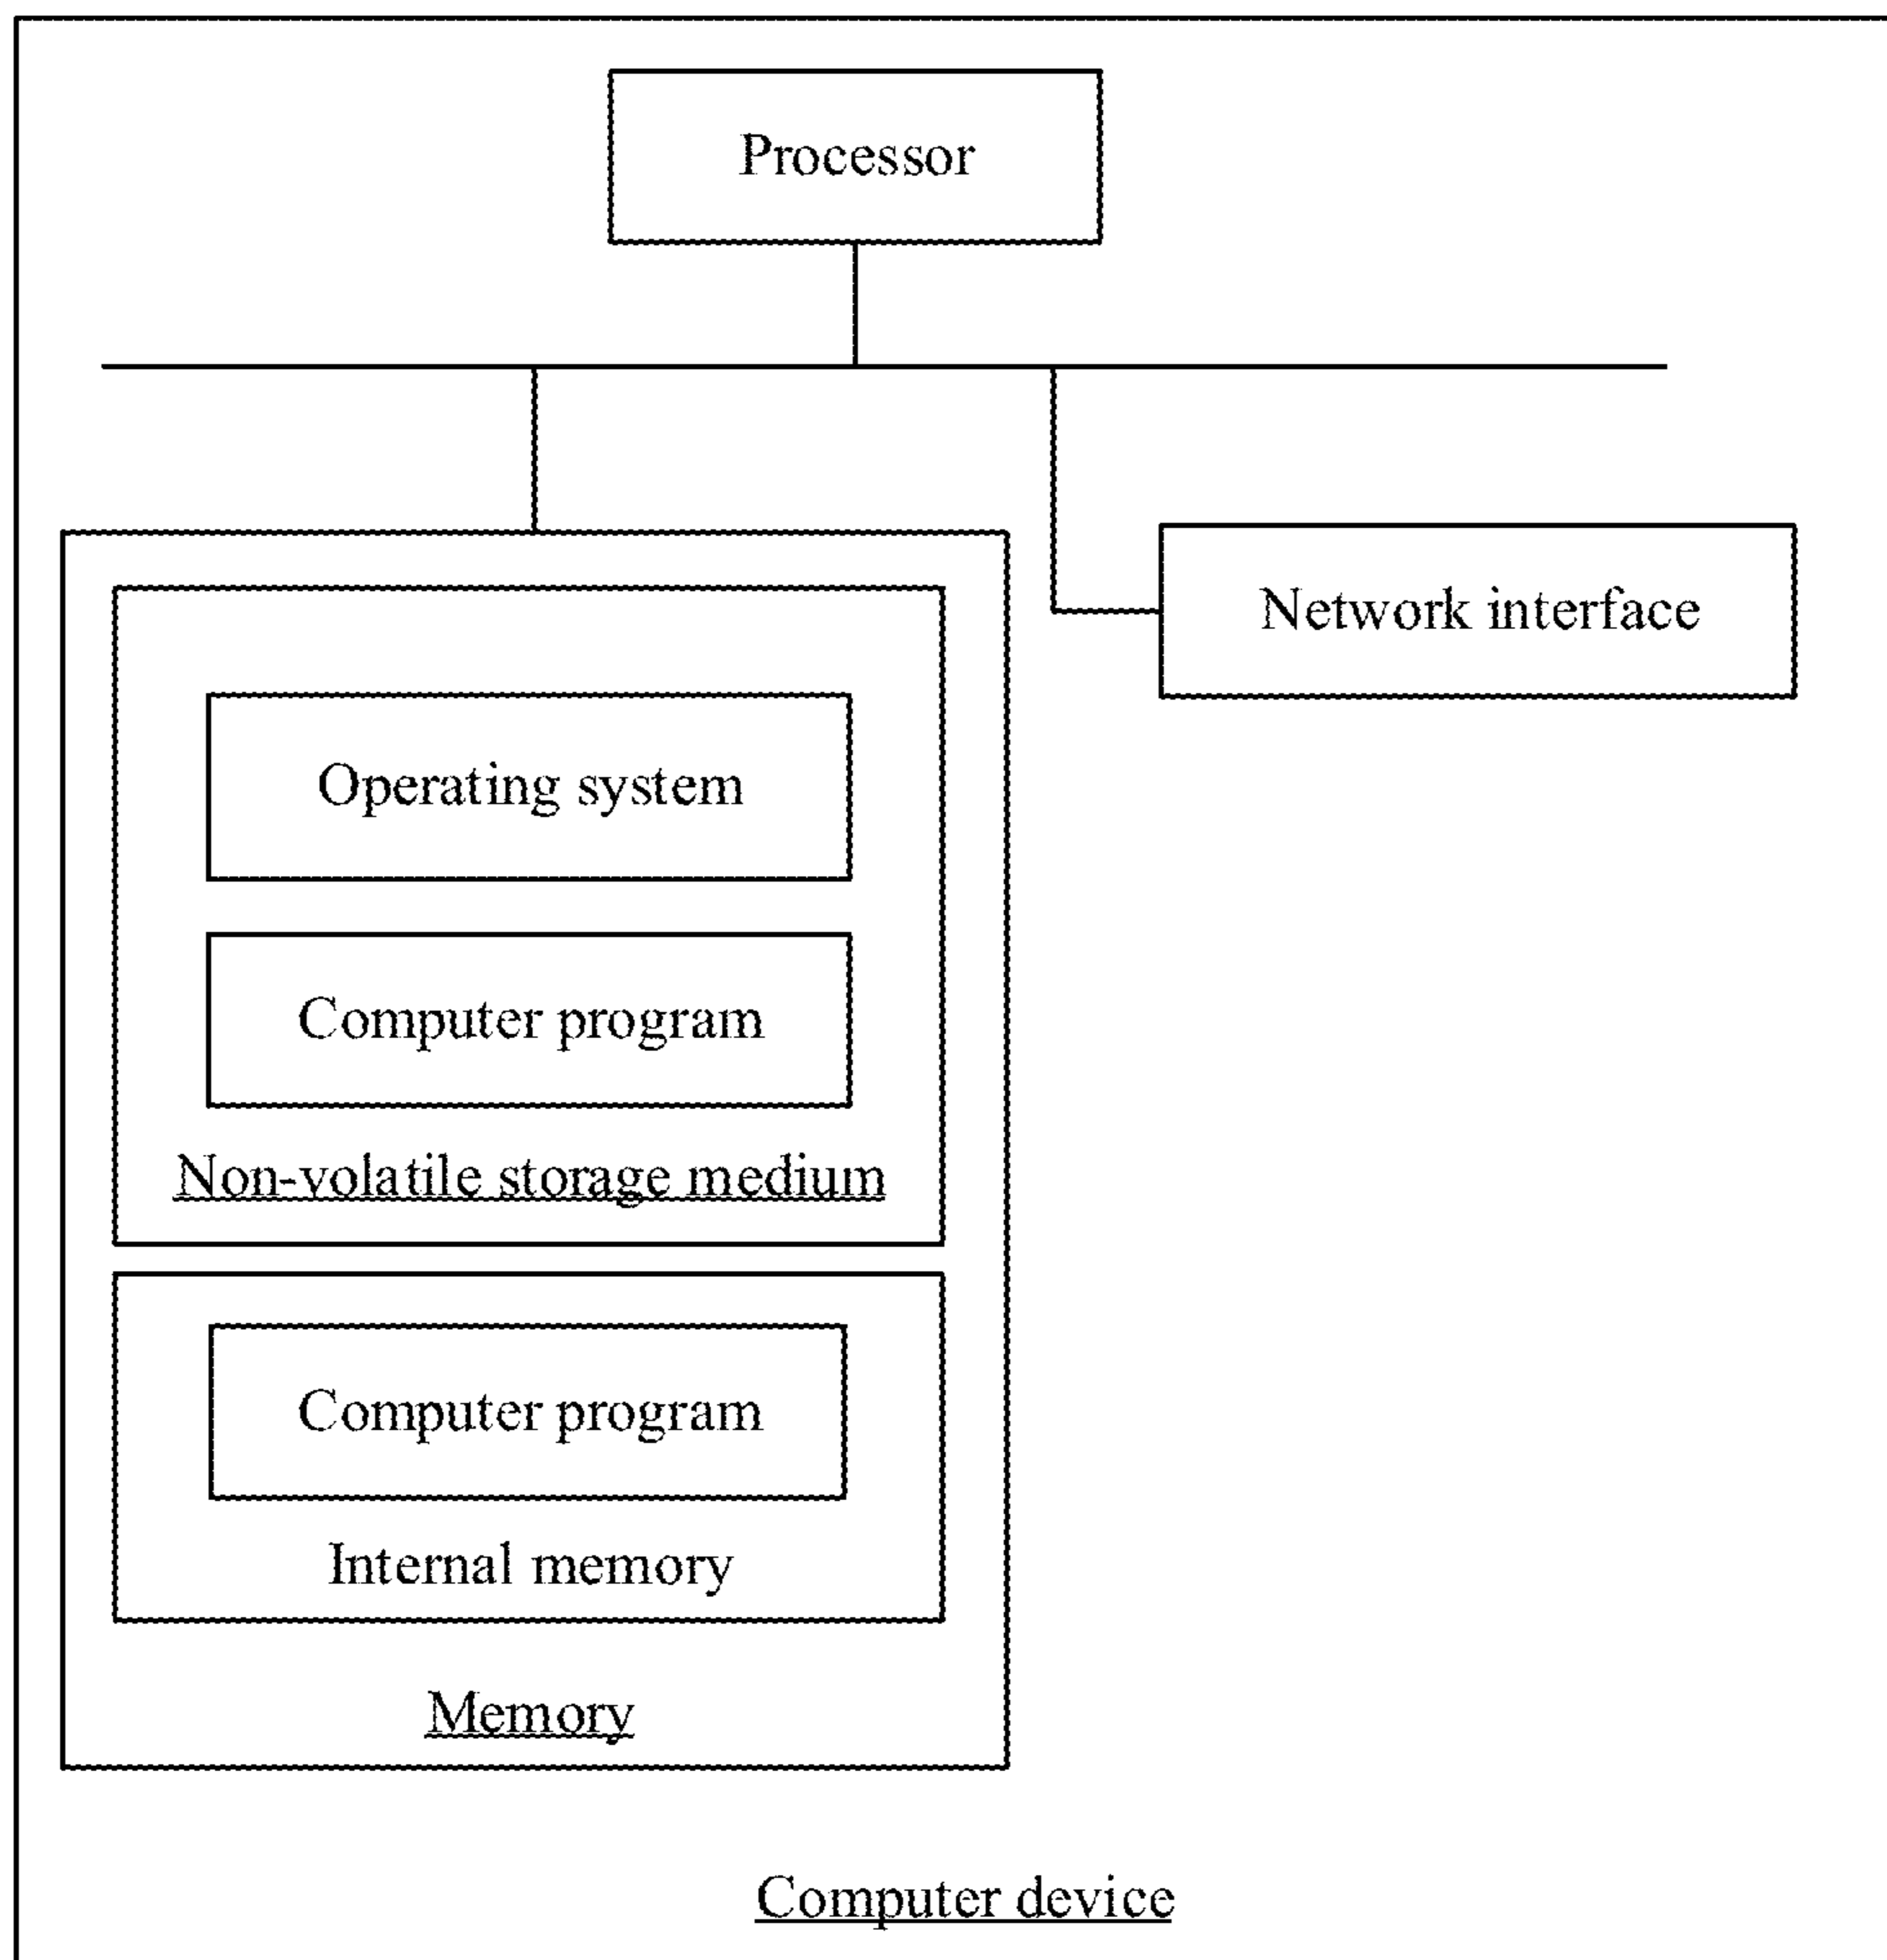 Processor
Network interface
Operating system
Computer program
Non-volatile storage medium
Computer program
Internal memory
Memory
Computer device